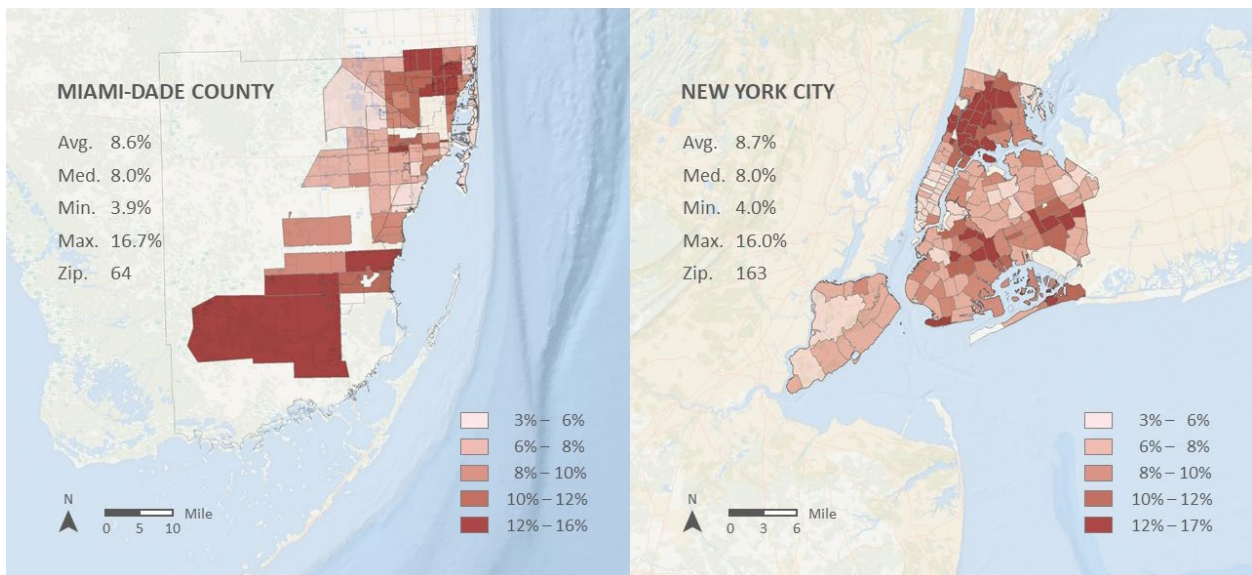 MIAMI-DADE COUNTY
Avg. 8.6%
Med. 8.0%
Min. 3.9%
Max. 16.7%
Zip. 64
3% – 6%
6% – 8%
8% – 10%
10% – 12%
12% – 16%
N
0 5 10 Mile
NEW YORK CITY
Avg. 8.7%
Med. 8.0%
Min. 4.0%
Max. 16.0%
Zip. 163
3% – 6%
6% – 8%
8% – 10%
10% – 12%
12% – 17%
N
0 3 6 Mile